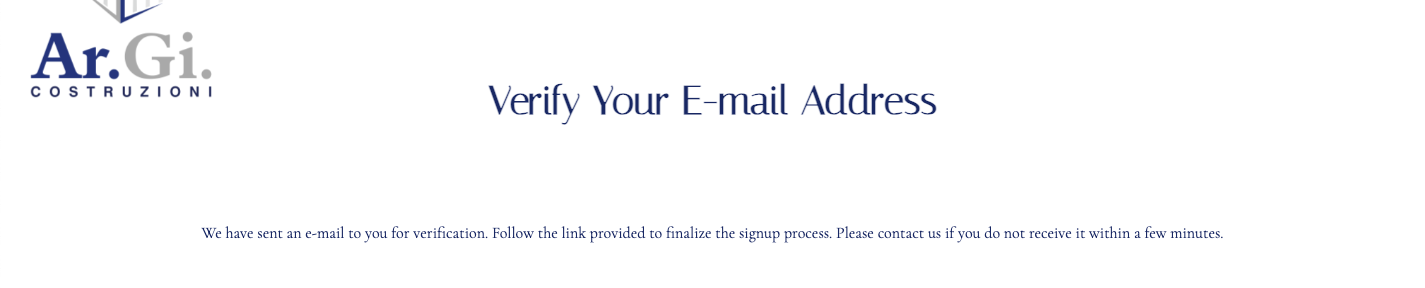 Ar.Gi.
COSTRUZIONI
Verify Your E-mail Address
We have sent an e-mail to you for verification. Follow the link provided to finalize the signup process. Please contact us if you do not receive it within a few minutes.